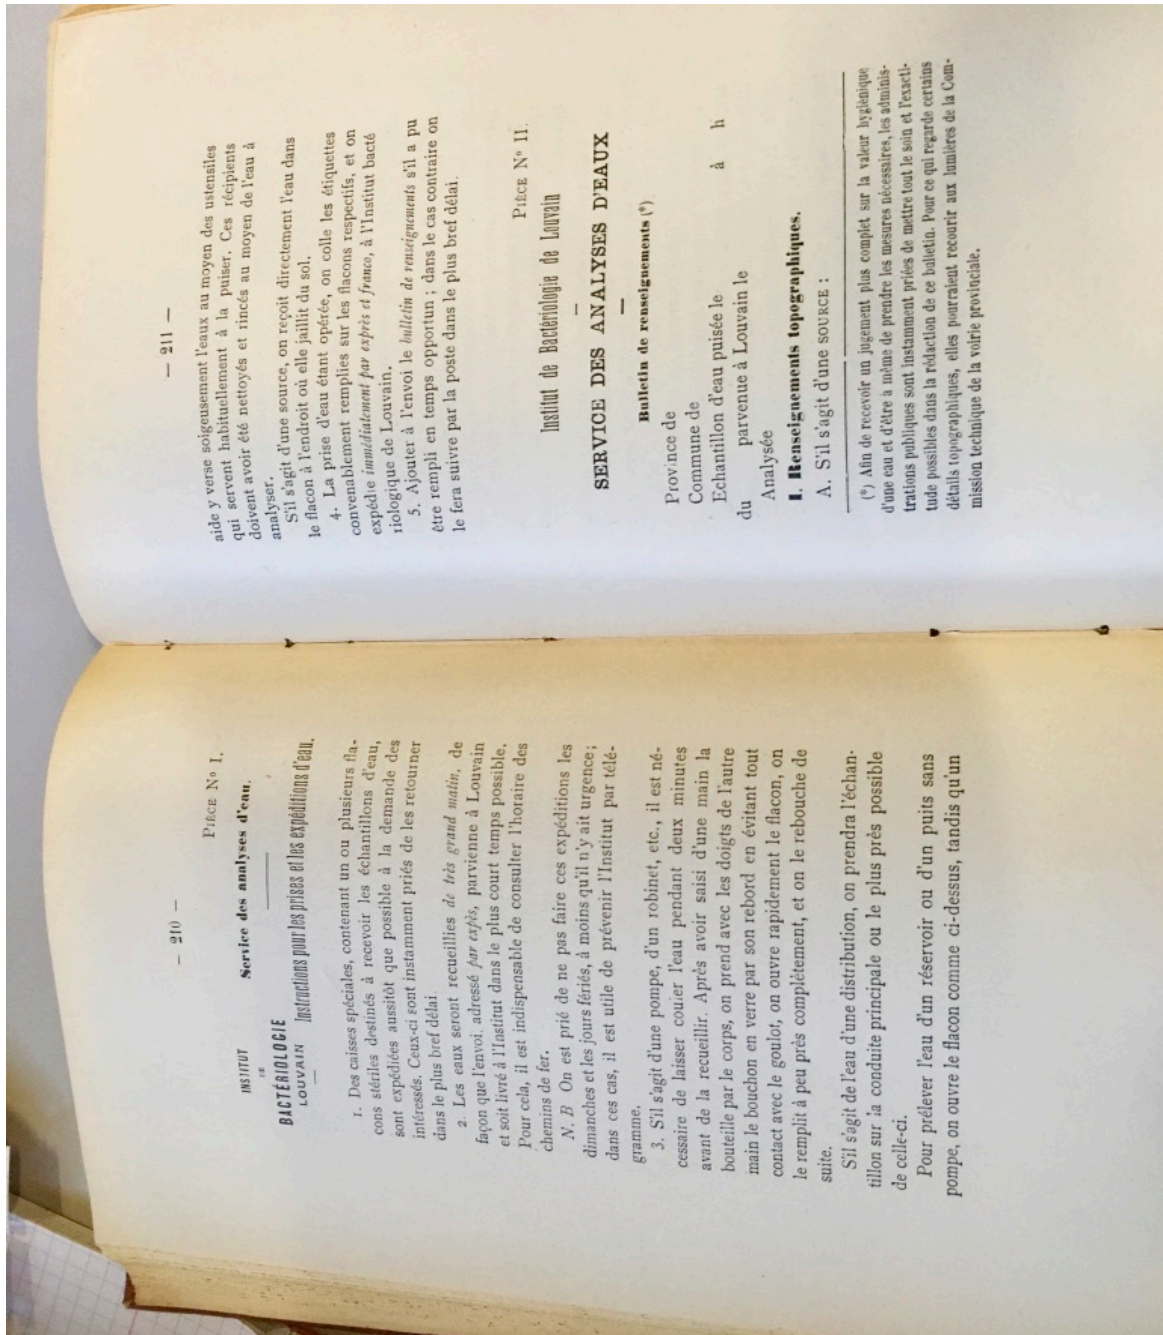 — 210 —
PIÈCE N° I.
INSTITUT
DE
BACTÉRIOLOGIE
LOUVAIN
Service des analyses d'eau.
Instructions pour les prises et les expéditions d'eau.
1. Des caisses spéciales, contenant un ou plusieurs fla-
cons stériles destinés à recevoir les échantillons d'eau,
sont expédiées aussitôt que possible à la demande des
intéressés. Ceux-ci sont instamment priés de les retourner
dans le plus bref délai.
2. Les eaux seront recueillies de très grand matin, de
façon que l'envoi, adressé par exprès, parvienne à Louvain
et soit livré à l'Institut dans le plus court temps possible.
Pour cela, il est indispensable de consulter l'horaire des
chemins de fer.
N. B On est prié de ne pas faire ces expéditions les
dimanches et les jours fériés, à moins qu'il n'y ait urgence;
dans ces cas, il est utile de prévenir l'Institut par télé-
gramme.
3. S'il s'agit d'une pompe, d'un robinet, etc., il est né-
cessaire de laisser couler l'eau pendant deux minutes
avant de la recueillir. Après avoir saisi d'une main la
bouteille par le corps, on prend avec les doigts de l'autre
main le bouchon en verre par son rebord en évitant tout
contact avec le goulot, on ouvre rapidement le flacon, on
le remplit à peu près complètement, et on le rebouche de
suite.
S'il s'agit de l'eau d'une distribution, on prendra l'échan-
tillon sur la conduite principale ou le plus près possible
de celle-ci.
Pour prélever l'eau d'un réservoir ou d'un puits sans
pompe, on ouvre le flacon comme ci-dessus, tandis qu'un
— 211 —
aide y verse soigeusement l'eaux au moyen des ustensiles
qui servent habituellement à la puiser. Ces récipients
doivent avoir été nettoyés et rincés au moyen de l'eau à
analyser.
S'il s'agit d'une source, on reçoit directement l'eau dans
le flacon à l'endroit où elle jaillit du sol.
4. La prise d'eau étant opérée, on colle les étiquettes
convenablement remplies sur les flacons respectifs, et on
expédie immédiatement par exprès et franco, à l'Institut bacté
riologique de Louvain.
5. Ajouter à l'envoi le bulletin de renseignements s'il a pu
être rempli en temps opportun ; dans le cas contraire on
le fera suivre par la poste dans le plus bref délai.
PIÈCE N° II.
Institut de Bactériologie de Louvain
SERVICE DES ANALYSES D'EAUX
Bulletin de renseignements (*)
Province de
Commune de
Echantillon d'eau puisée le à h
du parvenue à Louvain le
Analysée
I. Renseignements topographiques.
A. S'il s'agit d'une SOURCE :
(*) Afin de recevoir un jugement plus complet sur la valeur hygiénique
d'une eau et d'être à même de prendre les mesures nécessaires, les adminis-
trations publiques sont instamment priées de mettre tout le soin et l'exacti-
tude possibles dans la rédaction de ce bulletin. Pour ce qui regarde certains
détails topographiques, elles pourraient recourir aux lumières de la Com-
mission technique de la voirie provinciale.